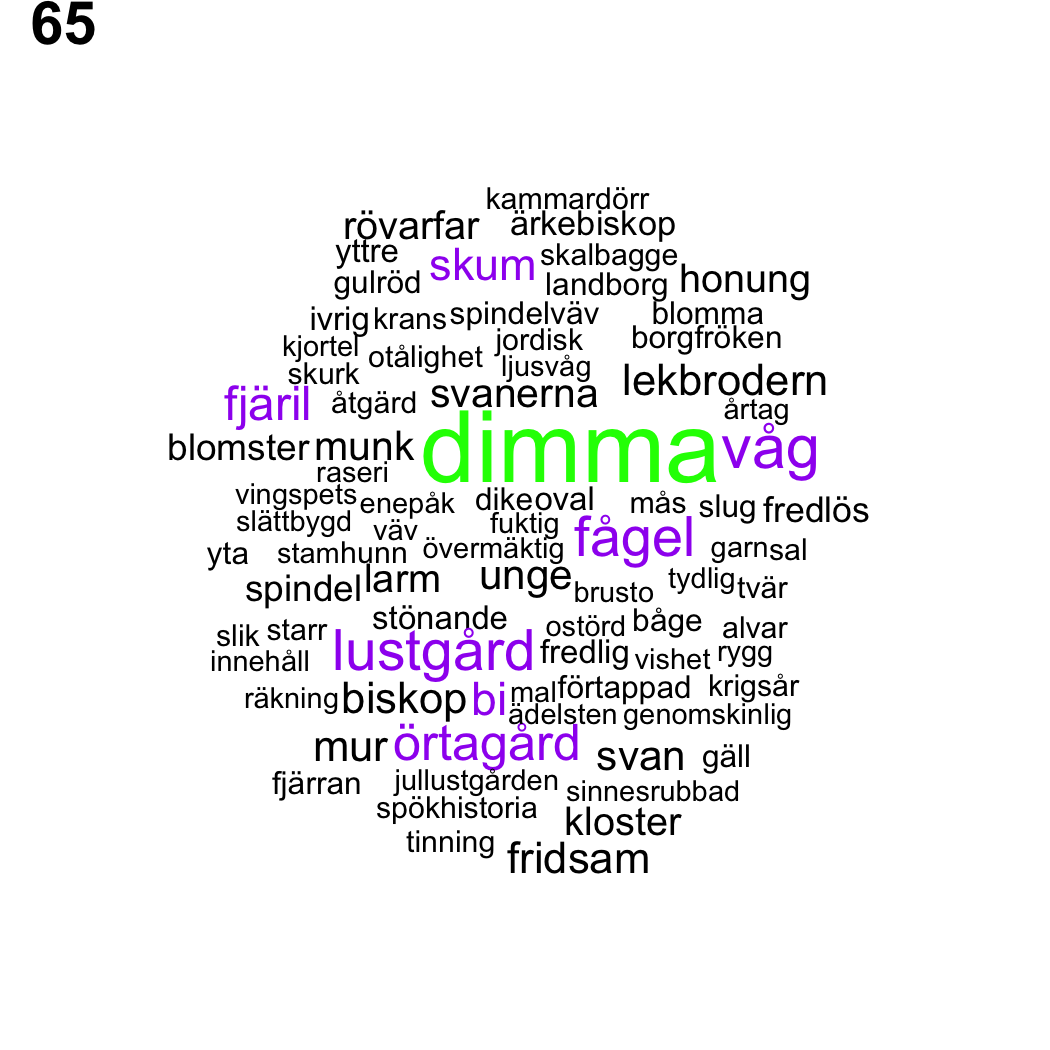 65
kammardörr
rövarfar ärkebiskop
yttre skum skalbagge
gulröd landborg honung
ivrig krans spindelväv blomma
kjortel otålighet jordisk borgfröken
skurk ljusvåg
fjäril åtgärd svanerna lekbrodern
årtag
blomster munk dimma våg
raseri
vingspets enepåk dikeoval mås slug fredlös
slättbygd väv fuktig fågel
yta stamhunn övermäktig garnsal
spindel larm unge brusto tydlig tvär
stönande
slik starr lustgård ostörd båge alvar
innehåll fredlig vishet rygg
räkning biskop bi mal förtappad krigsår
ädelsten genomskinlig
mur örtagård svan gäll
fjärran jullustgården sinnesrubbad
spökhistoria kloster
tinning fridsam